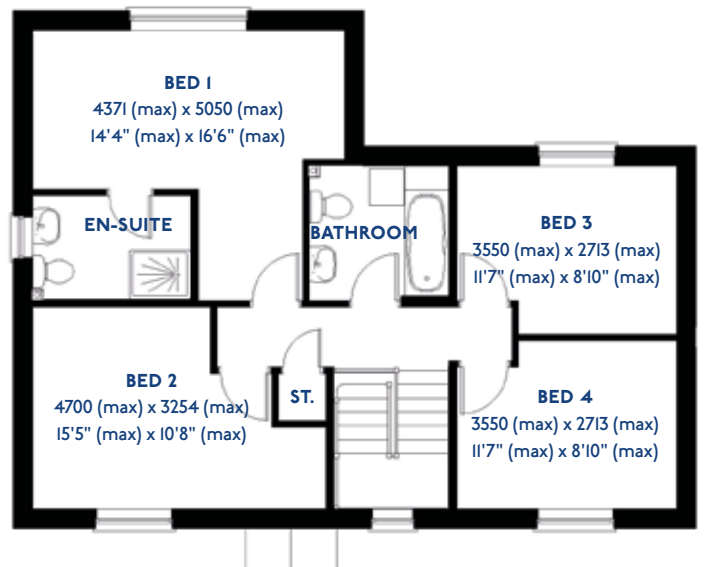 BED 1
4371 (max) x 5050 (max)
14'4" (max) x 16'6" (max)
EN-SUITE
BATHROOM
BED 3
3550 (max) x 2713 (max)
11'7" (max) x 8'10" (max)
BED 2
4700 (max) x 3254 (max)
15'5" (max) x 10'8" (max)
ST.
BED 4
3550 (max) x 2713 (max)
11'7" (max) x 8'10" (max)